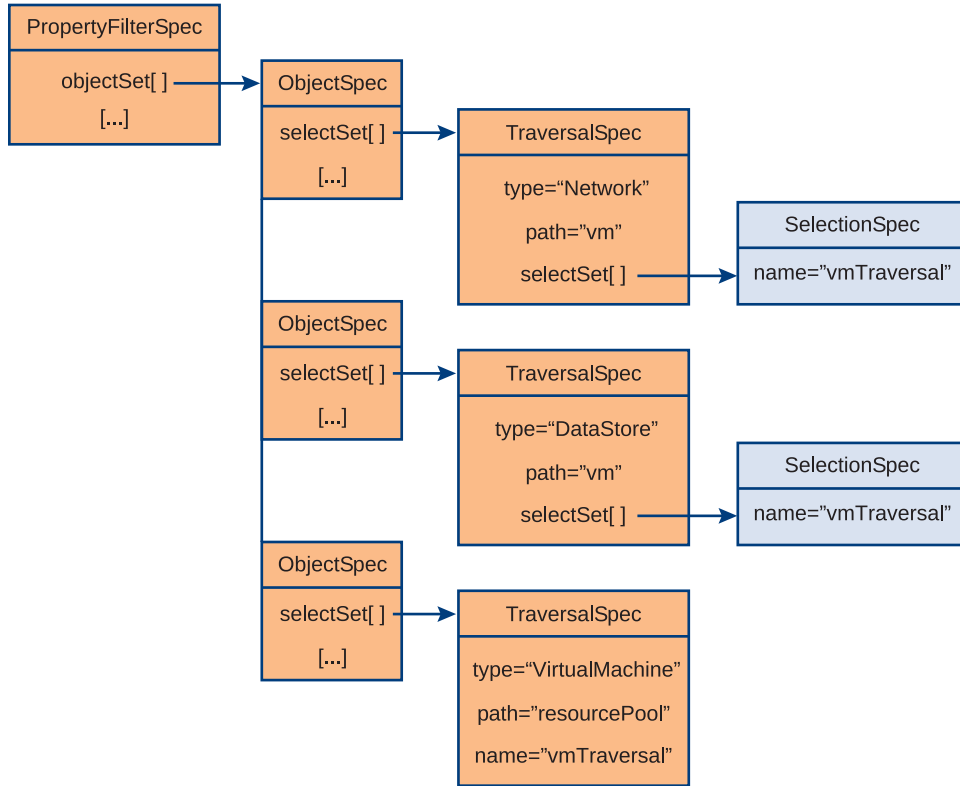 PropertyFilterSpec
objectSet[ ]
[...]
ObjectSpec
selectSet[ ]
[...]
TraversalSpec
type=“Network”
path=”vm”
selectSet[ ]
SelectionSpec
name=”vmTraversal”
ObjectSpec
selectSet[ ]
[...]
TraversalSpec
type=“DataStore”
path=”vm”
selectSet[ ]
SelectionSpec
name=”vmTraversal”
ObjectSpec
selectSet[ ]
[...]
TraversalSpec
type=“VirtualMachine”
path=”resourcePool”
name=”vmTraversal”